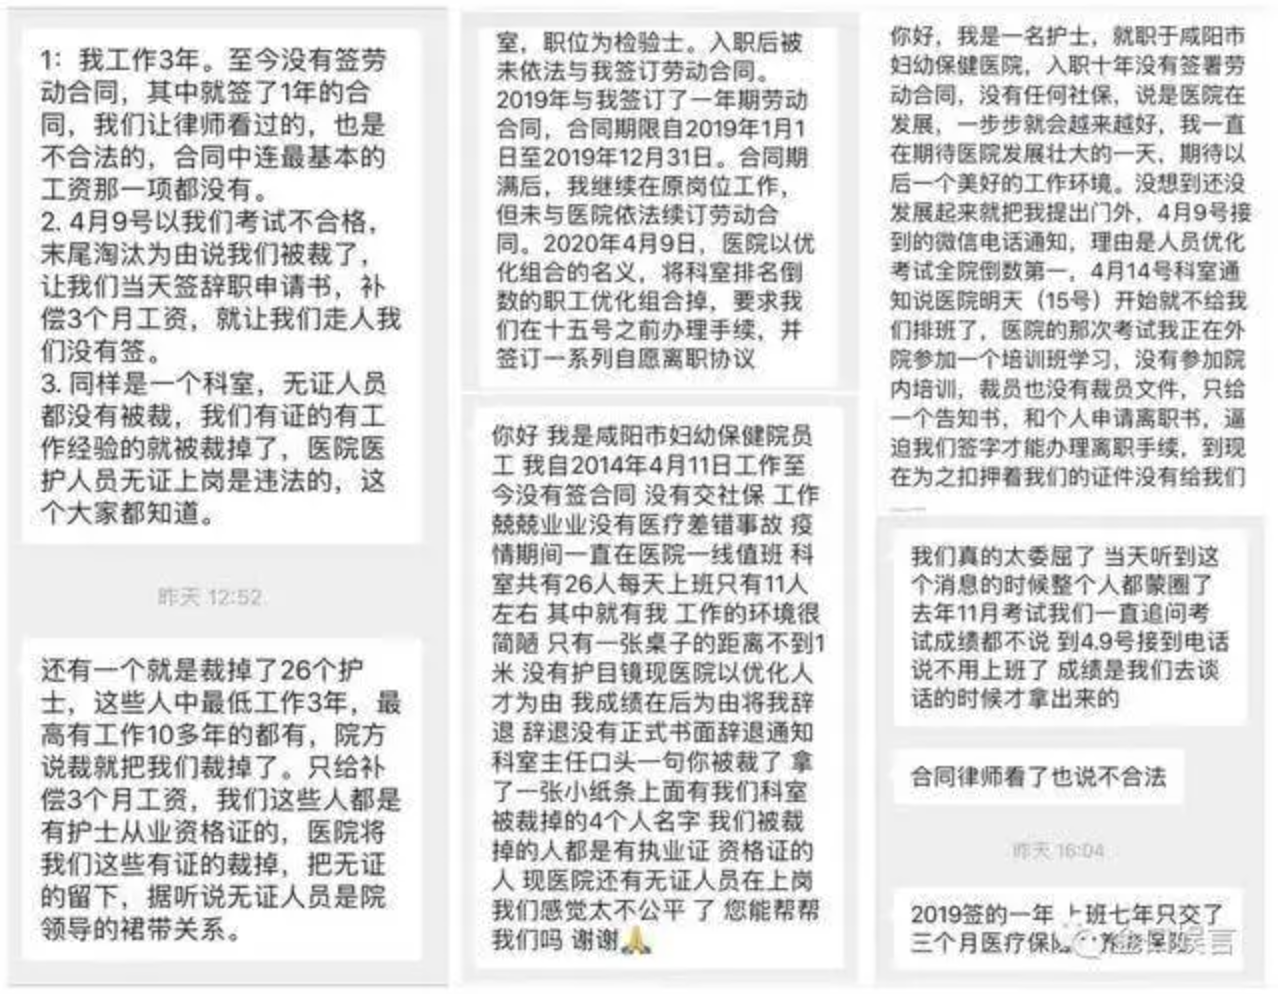 1：我工作3年。至今没有签劳
动合同，其中就签了1年的合
同，我们让律师看过的，也是
不合法的，合同中连最基本的
工资那一项都没有。
2. 4月9号以我们考试不合格，
末尾淘汰为由说我们被裁了，
让我们当天签辞职申请书，补
偿3个月工资，就让我们走人我
们没有签。
3. 同样是一个科室，无证人员
都没有被裁，我们有证的有工
作经验的就被裁掉了，医院医
护人员无证上岗是违法的，这
个大家都知道。
昨天 12:52
还有一个就是裁掉了26个护
士，这些人中最低工作3年，最
高有工作10多年的都有，院方
说裁就把我们裁掉了。只给补
偿3个月工资，我们这些人都是
有护士从业资格证的，医院将
我们这些有证的裁掉，把无证
的留下，据听说无证人员是院
领导的裙带关系。
室，职位为检验士。入职后被
未依法与我签订劳动合同。
2019年与我签订了一年期劳动
合同，合同期限自2019年1月1
日至2019年12月31日。合同期
满后，我继续在原岗位工作，
但未与医院依法续订劳动合
同。2020年4月9日，医院以优
化组合的名义，将科室排名倒
数的职工优化组合掉，要求我
们在十五号之前办理手续，并
签订一系列自愿离职协议
你好 我是咸阳市妇幼保健院员
工 我自2014年4月11日工作至
今没有签合同 没有交社保 工作
兢兢业业没有医疗差错事故 疫
情期间一直在医院一线值班 科
室共有26人每天上班只有11人
左右 其中就有我 工作的环境很
简陋 只有一张桌子的距离不到1
米 没有护目镜现医院以优化人
才为由 我成绩在后为由将我辞
退 辞退没有正式书面辞退通知
科室主任口头一句你被裁了 拿
了一张小纸条上面有我们科室
被裁掉的4个人名字 我们被裁
掉的人都是有执业证 资格证的
人 现医院还有无证人员在上岗
我们感觉太不公平 了 您能帮帮
我们吗 谢谢🙏
你好，我是一名护士，就职于咸阳市
妇幼保健医院，入职十年没有签署劳
动合同，没有任何社保，说是医院在
发展，一步步就会越来越好，我一直
在期待医院发展壮大的一天，期待以
后一个美好的工作环境。没想到还没
发展起来就把我提出门外，4月9号接
到的微信电话通知，理由是人员优化
考试全院倒数第一，4月14号科室通
知说医院明天（15号）开始就不给我
们排班了，医院的那次考试我正在外
院参加一个培训班学习，没有参加院
内培训，裁员也没有裁员文件，只给
一个告知书，和个人申请离职书，逼
迫我们签字才能办理离职手续，到现
在为之扣押着我们的证件没有给我们
我们真的太委屈了 当天听到这
个消息的时候整个人都蒙圈了
去年11月考试我们一直追问考
试成绩都不说 到4.9号接到电话
说不用上班了 成绩是我们去谈
话的时候才拿出来的
合同律师看了也说不合法
昨天 16:04
2019签的一年 上班七年只交了
三个月医疗保险